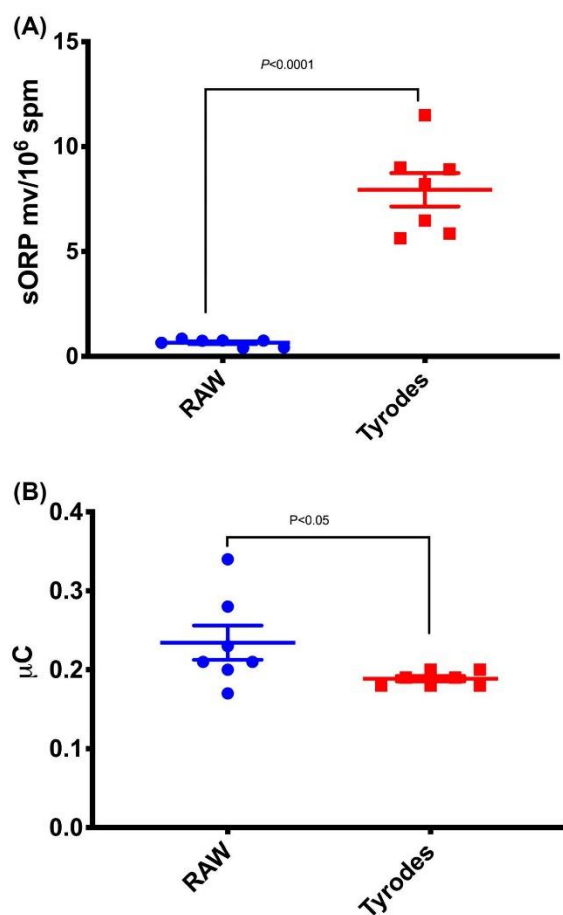 (A)
15
P<0.0001
10
sORP mv/10⁶ spm
5
0
RAW
Tyrodes
(B)
0.4
P<0.05
0.3
µC
0.2
0.1
0.0
RAW
Tyrodes